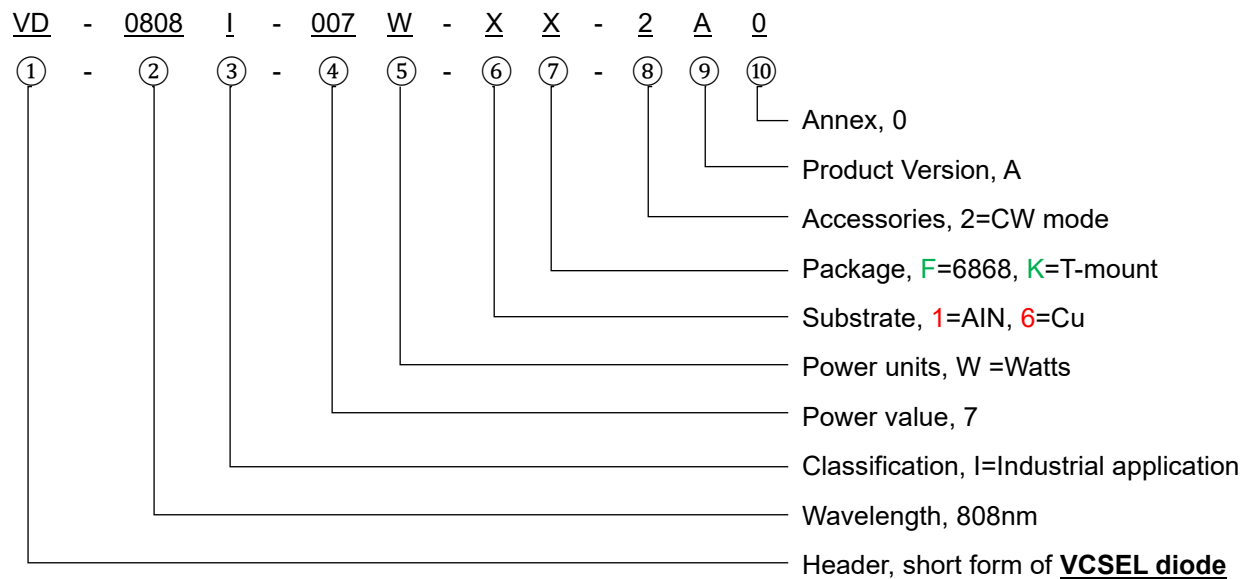 VD - 0808 I - 007 W - X X - 2 A 0
① - ② ③ - ④ ⑤ - ⑥ ⑦ - ⑧ ⑨ ⑩
Annex, 0
Product Version, A
Accessories, 2=CW mode
Package, F=6868, K=T-mount
Substrate, 1=AIN, 6=Cu
Power units, W =Watts
Power value, 7
Classification, I=Industrial application
Wavelength, 808nm
Header, short form of VCSEL diode